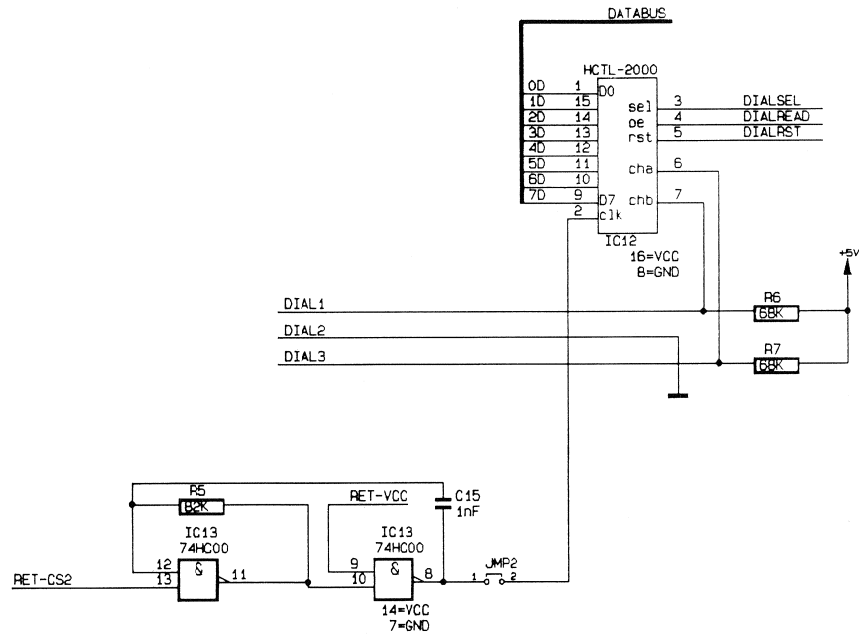 DATABUS
HCTL-2000
0D 1 D0
1D 15 sel 3 DIALSEL
2D 14 oe 4 DIALREAD
3D 13 rst 5 DIALRST
4D 12
5D 11 cha 6
6D 10
7D 9 D7 chb 7
2 clk
IC12
16=VCC
8=GND
+5V
DIAL1 R6
68K
DIAL2
DIAL3 R7
68K
R5 RET-VCC C15
82K 1nF
IC13 IC13
74HC00 74HC00
12 & 11 9 & 8 1 JMP2 2
RET-CS2 13 10
14=VCC
7=GND